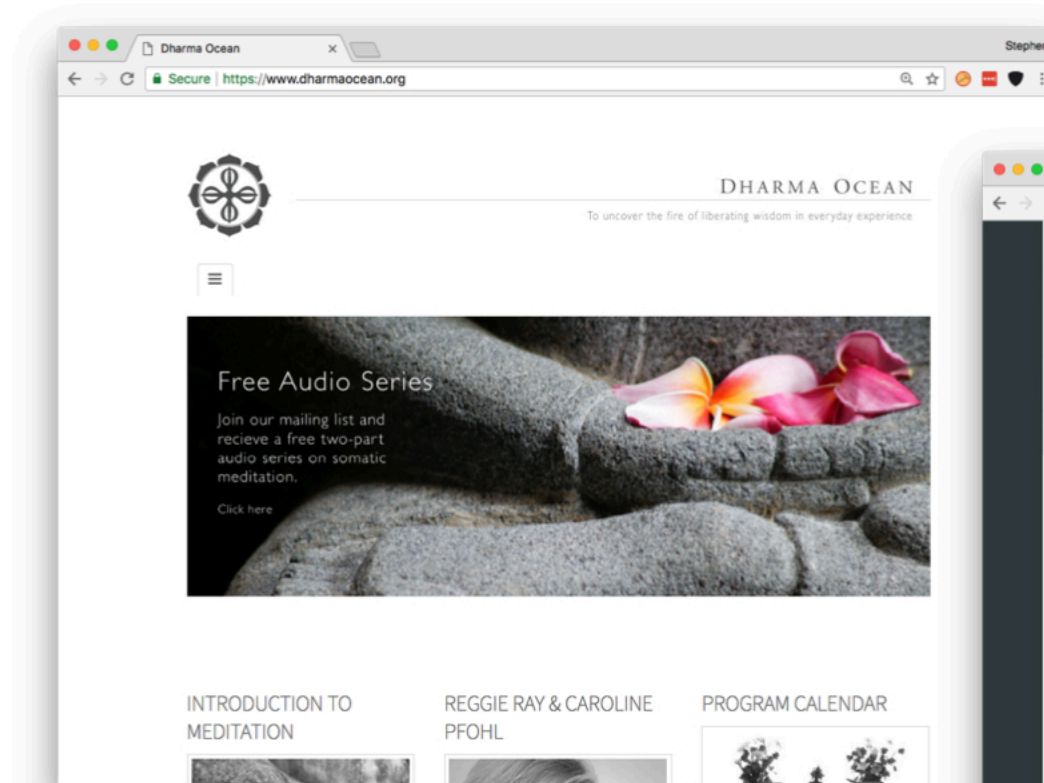 Dharma Ocean
Stephen
Secure | https://www.dharmaocean.org
DHARMA OCEAN
To uncover the fire of liberating wisdom in everyday experience
Free Audio Series
Join our mailing list and
recieve a free two-part
audio series on somatic
meditation.
Click here
INTRODUCTION TO
MEDITATION
REGGIE RAY & CAROLINE
PFOHL
PROGRAM CALENDAR